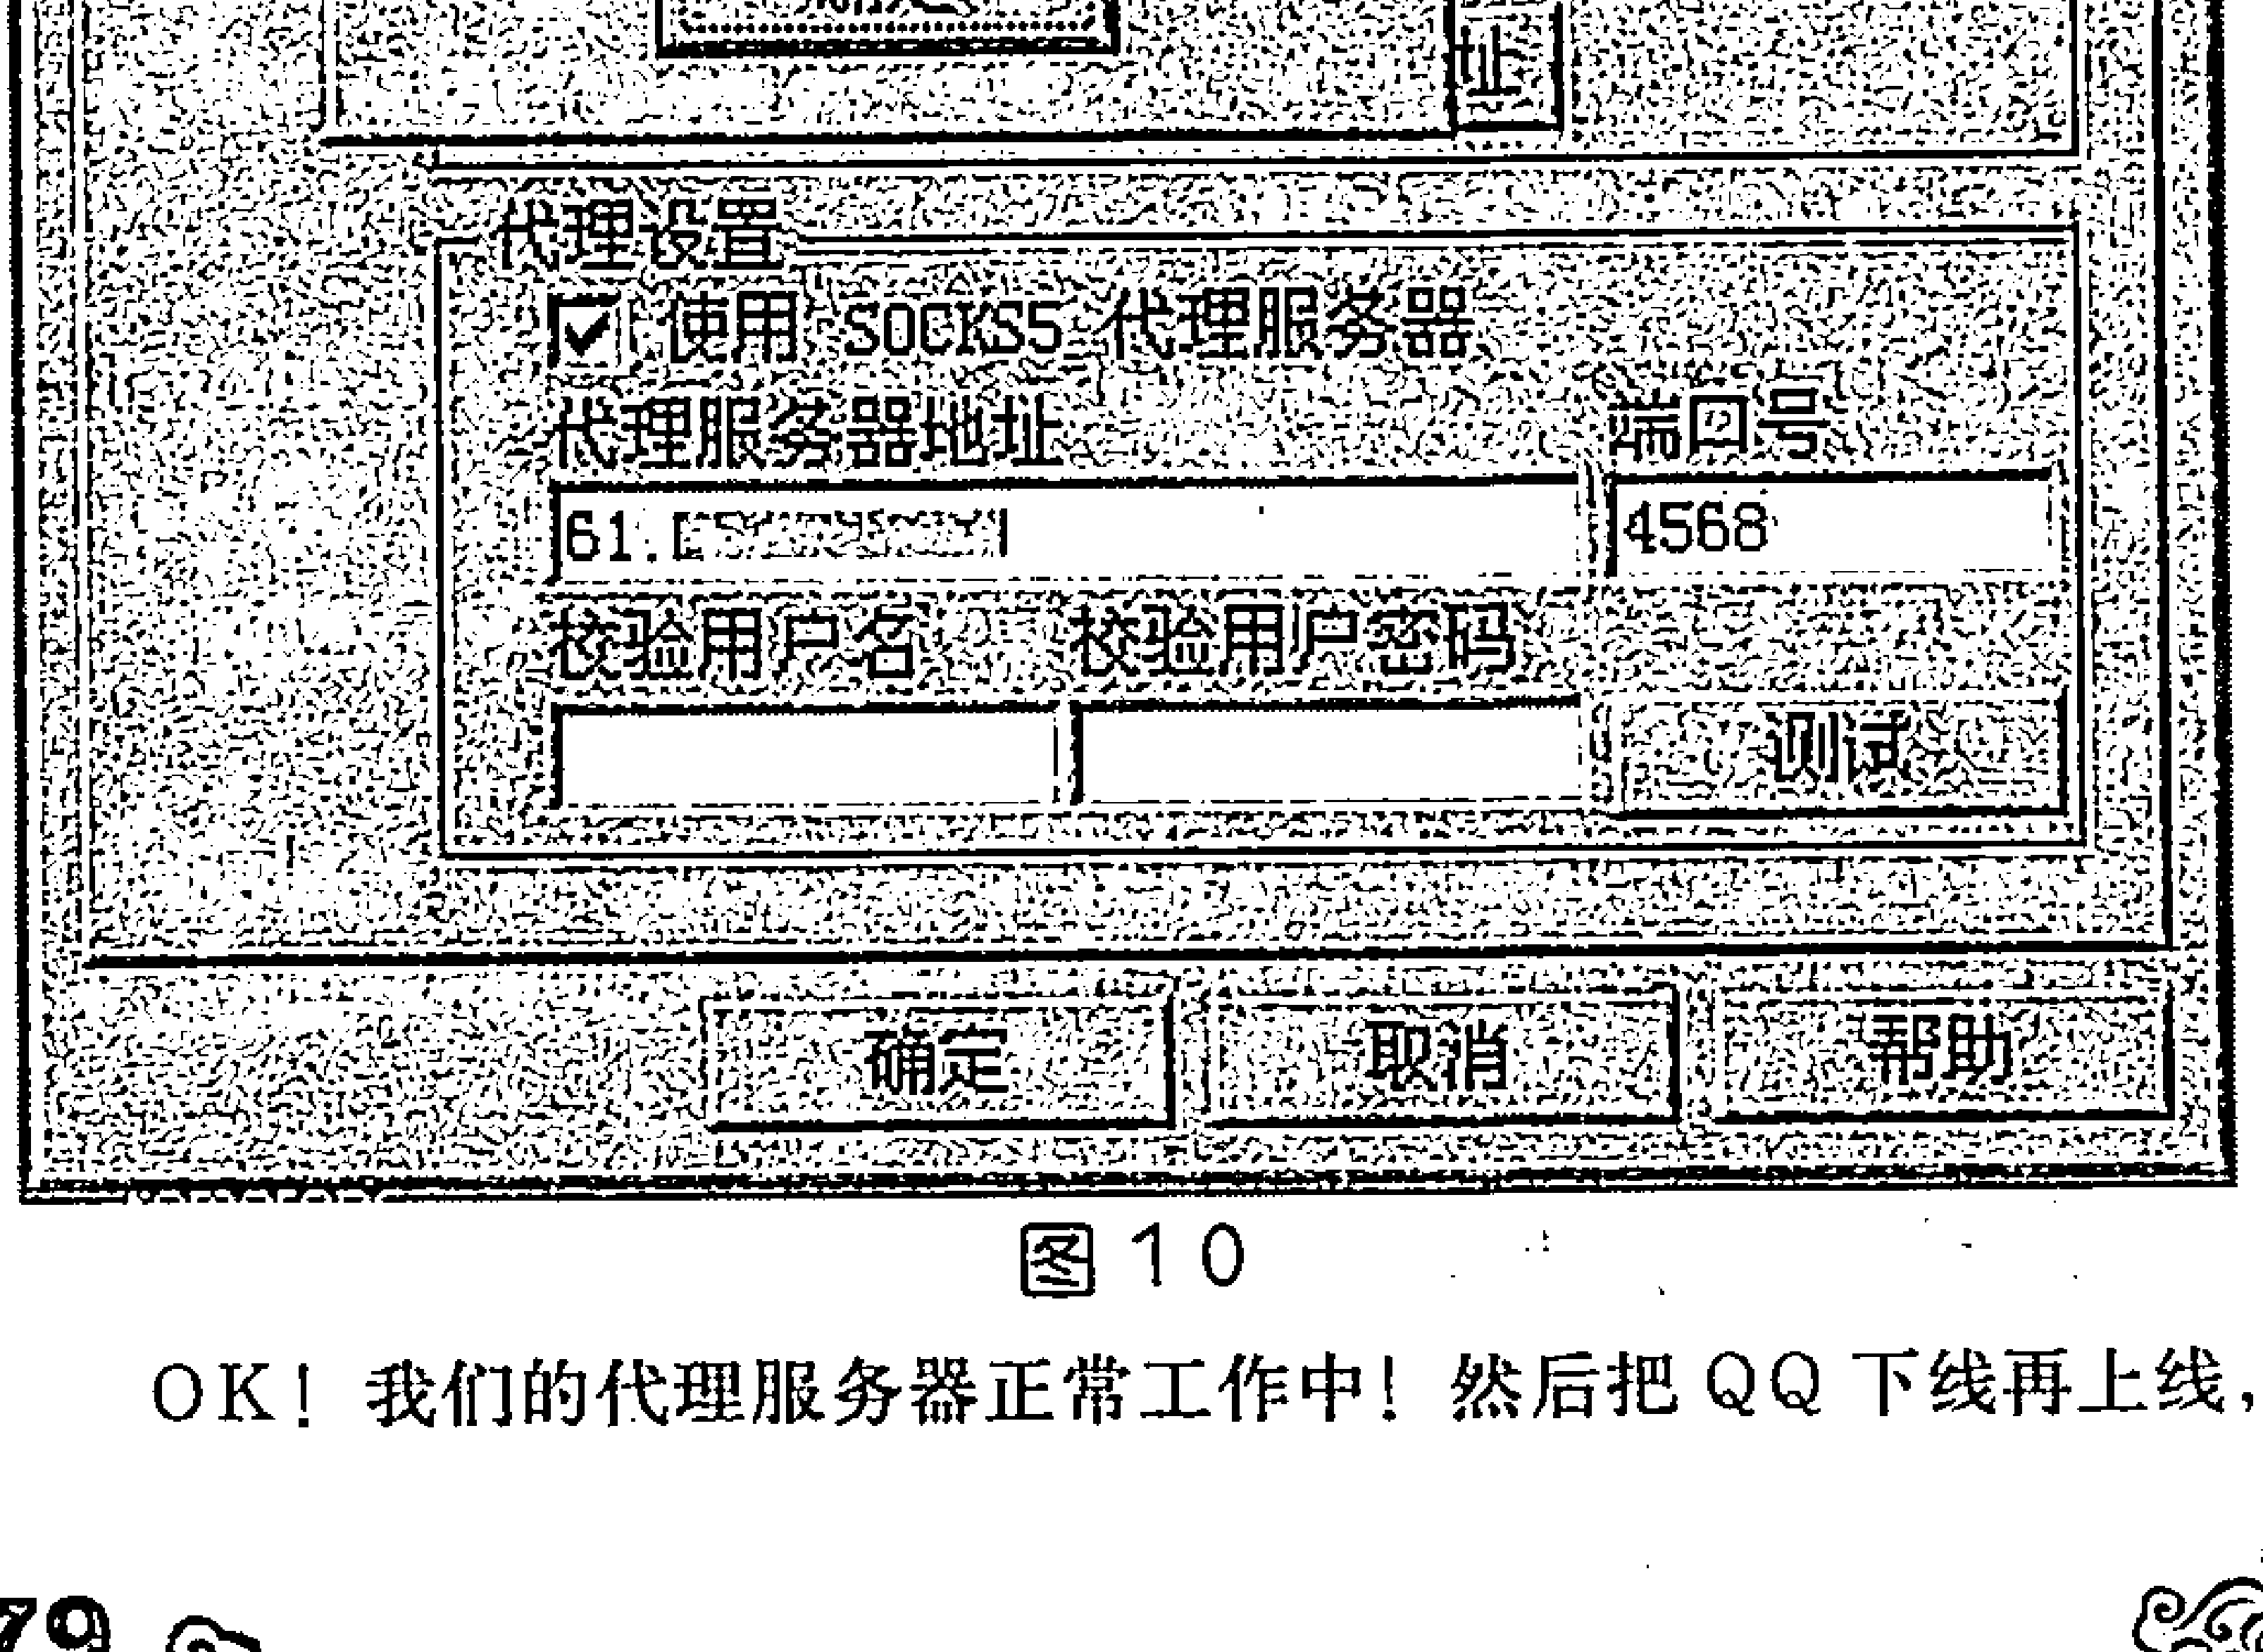 址
代理设置
使用 SOCKS5 代理服务器
代理服务器地址 端口号
61. 4568
校验用户名 校验用户密码
测试
确定 取消 帮助
图10
OK！我们的代理服务器正常工作中！然后把QQ下线再上线，
79